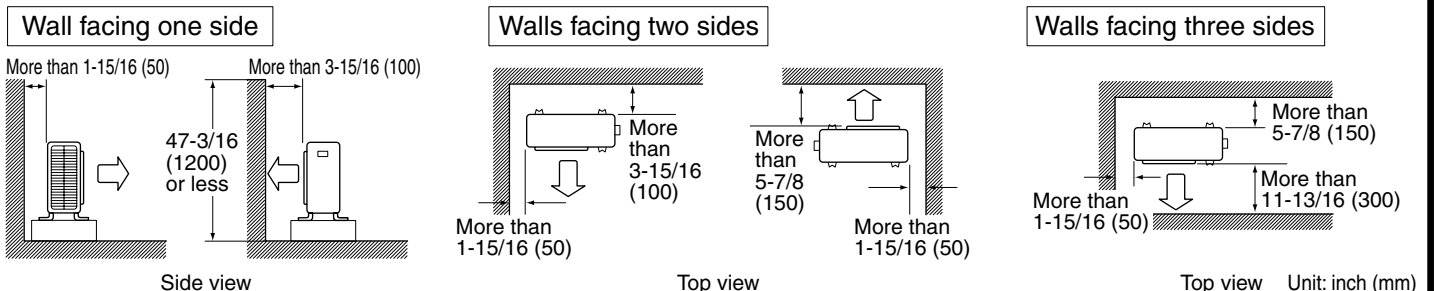 Wall facing one side
More than 1-15/16 (50)
More than 3-15/16 (100)
47-3/16
(1200)
or less
Side view
Walls facing two sides
More
than
3-15/16
(100)
More than
1-15/16 (50)
More
than
5-7/8
(150)
More than
1-15/16 (50)
Top view
Walls facing three sides
More than
5-7/8 (150)
More than
1-15/16 (50)
More than
11-13/16 (300)
Top view
Unit: inch (mm)